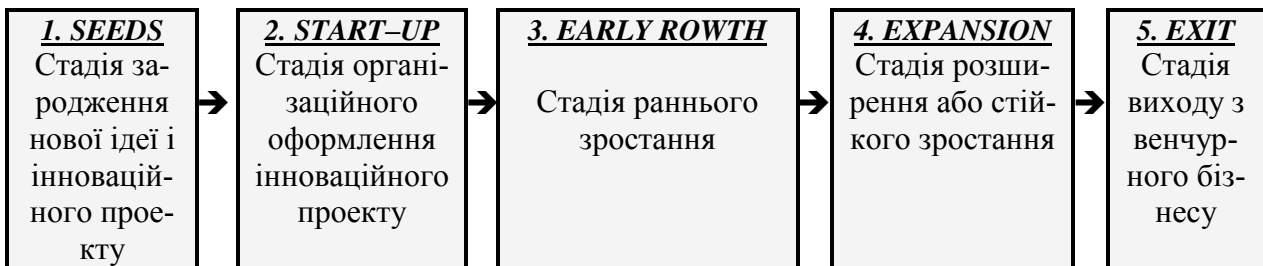 1. SEEDS
Стадія за-
родження
нової ідеї і
інновацій-
ного прое-
кту
2. START–UP
Стадія органі-
заційного
оформлення
інноваційного
проекту
3. EARLY ROWTH
Стадія раннього
зростання
4. EXPANSION
Стадія розши-
рення або стій-
кого зростання
5. EXIT
Стадія
виходу з
венчур-
ного біз-
несу